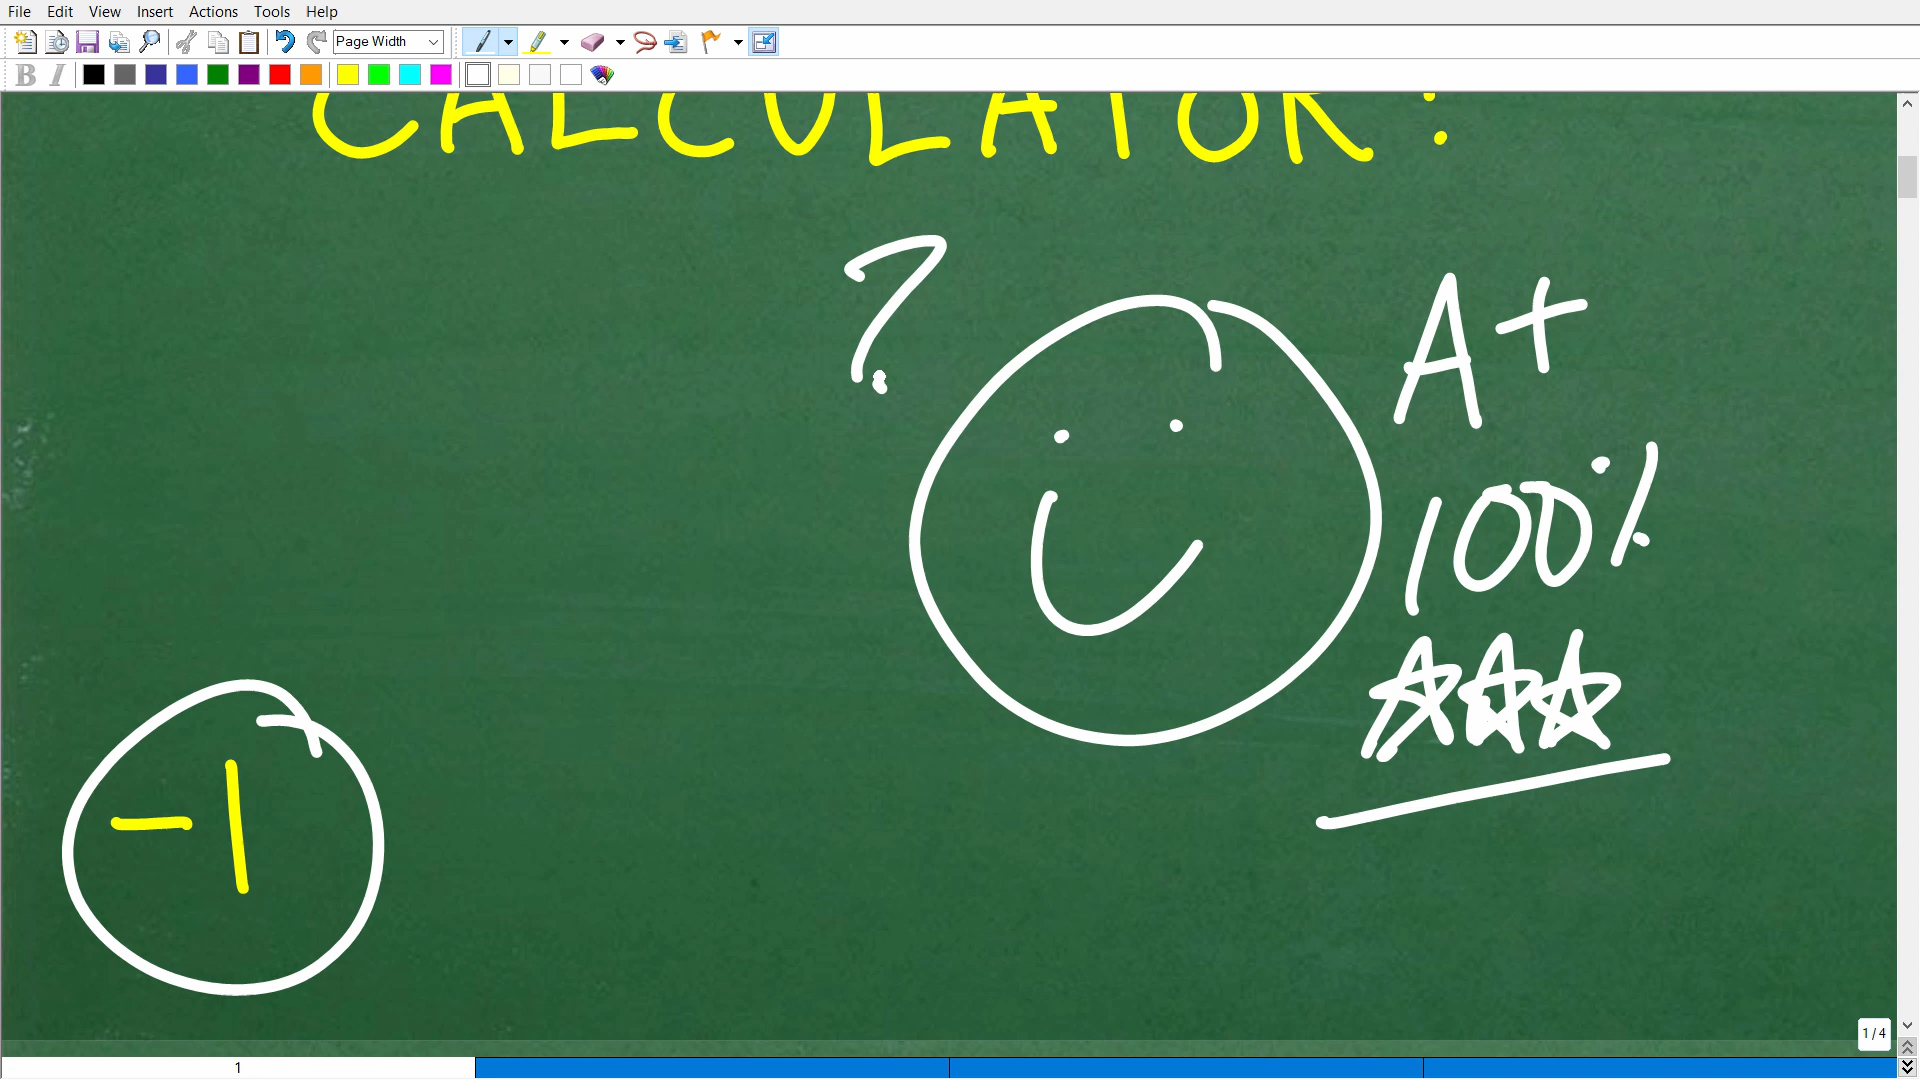 File Edit View Insert Actions Tools Help
Page Width
B I
CALCULATOR!
?
A+
100%
-1
1/4
1